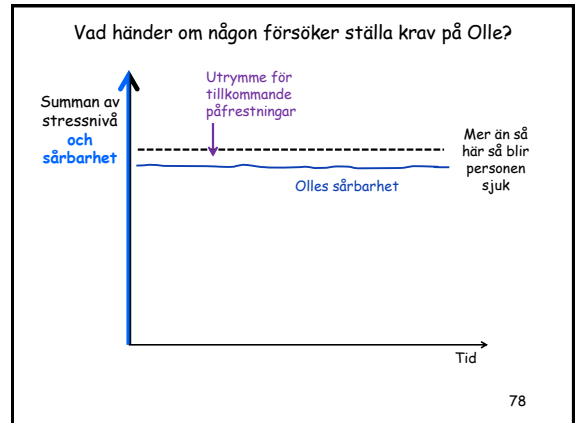 Vad händer om någon försöker ställa krav på Olle?
Utrymme för
tillkommande
påfrestningar
Summan av
stressnivå
och
sårbarhet
Mer än så
här så blir
personen
sjuk
Olles sårbarhet
Tid
78